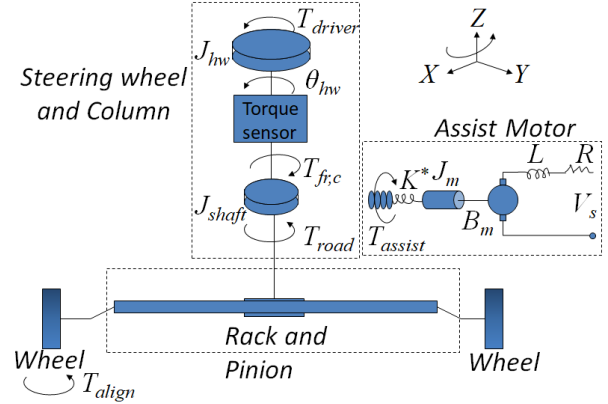 T_driver
J_hw
θ_hw
Steering wheel
and Column
Torque
sensor
T_fr,c
J_shaft
T_road
Z
X
Y
Assist Motor
L
R
K* J_m
B_m
V_s
T_assist
Rack and
Pinion
Wheel
Wheel
T_align